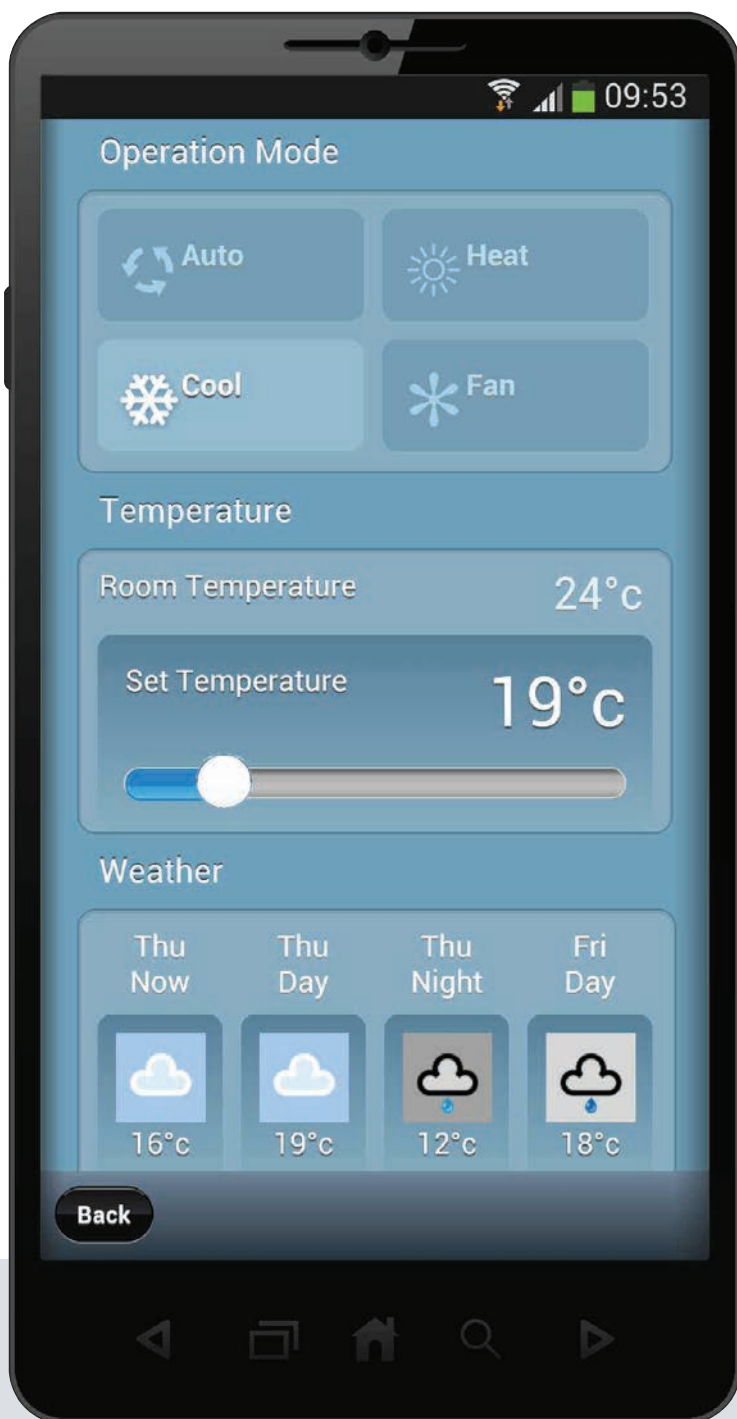 09:53
Operation Mode
Auto
Heat
Cool
Fan
Temperature
Room Temperature 24°c
Set Temperature 19°c
Weather
Thu Now
Thu Day
Thu Night
Fri Day
16°c 19°c 12°c 18°c
Back